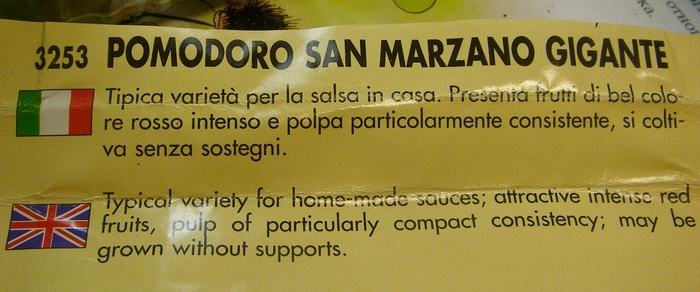 отно
ка.
3253 POMODORO SAN MARZANO GIGANTE
Tipica varietà per la salsa in casa. Presenta frutti di bel colo-
re rosso intenso e polpa particolarmente consistente, si colti-
va senza sostegni.
Typical variety for home-made sauces; attractive intense red
fruits, pulp of particularly compact consistency; may be
grown without supports.